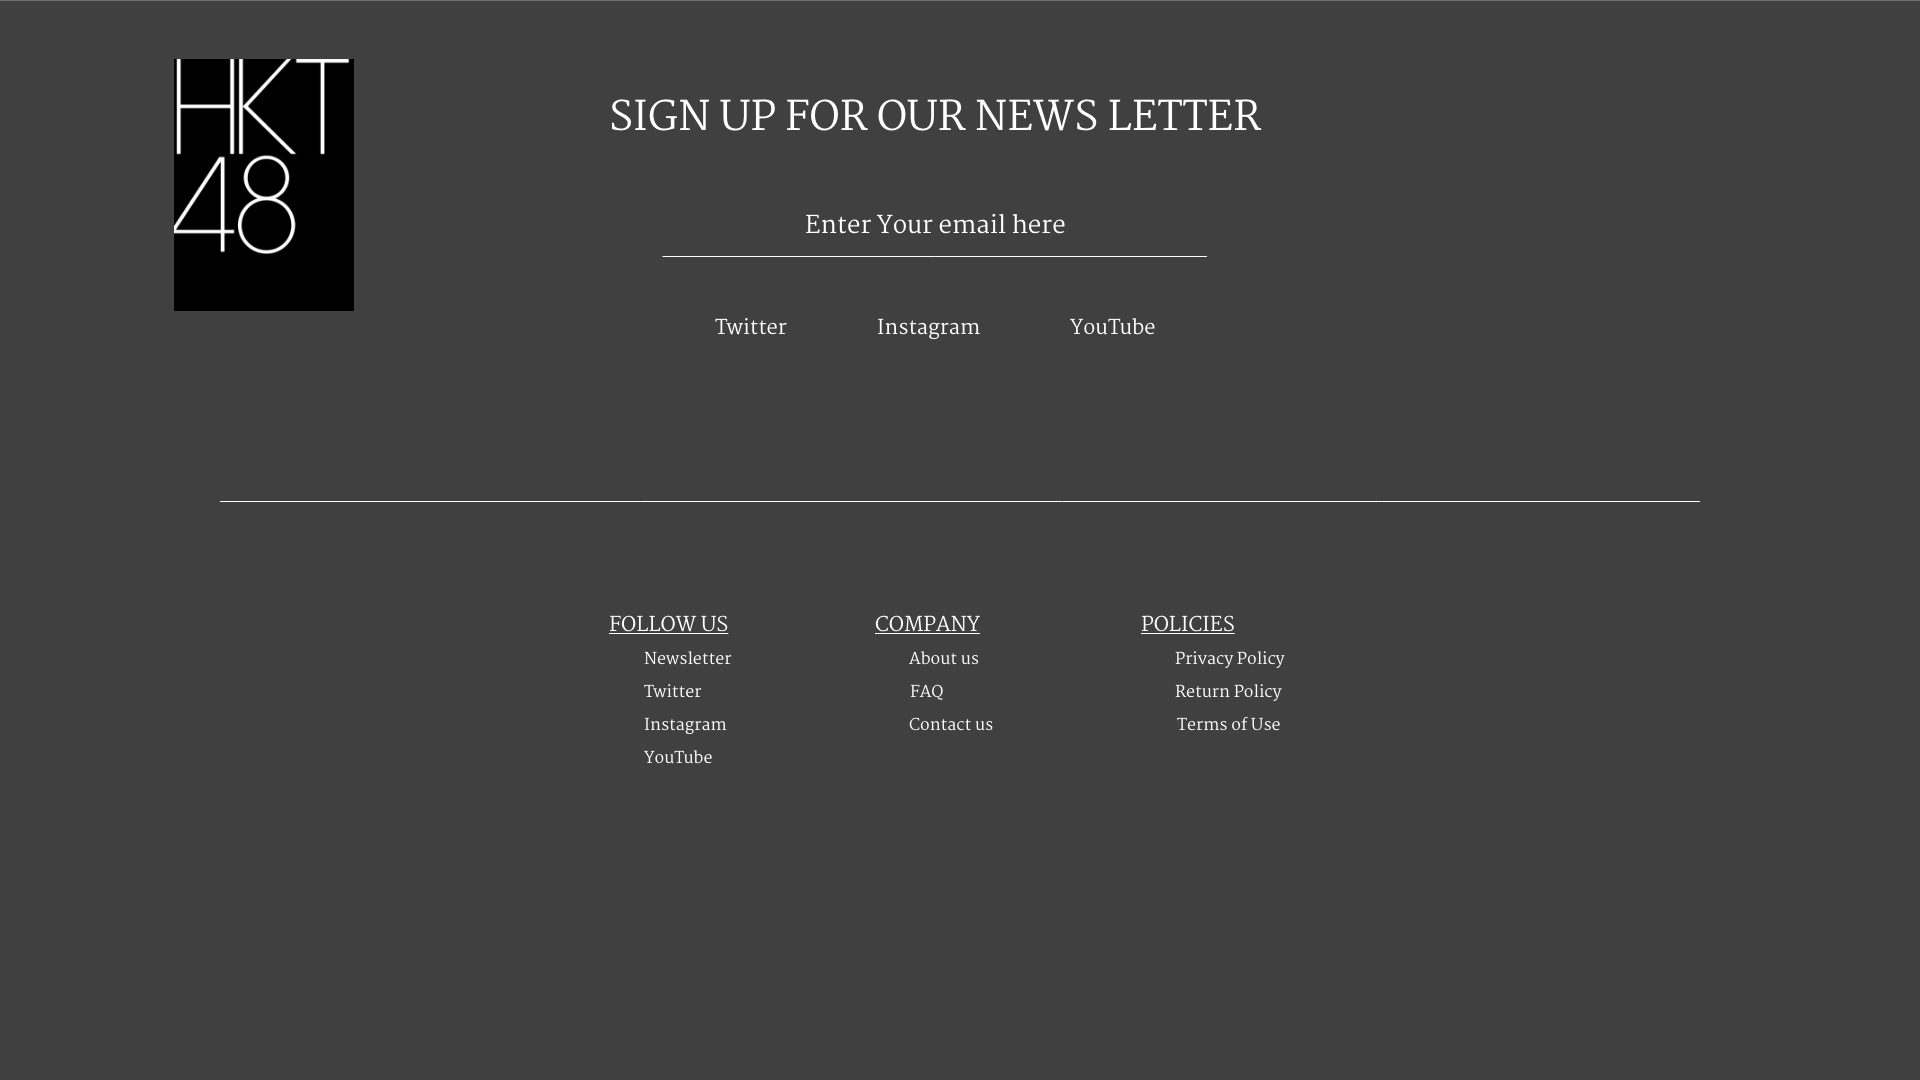 HKT
48
SIGN UP FOR OUR NEWS LETTER
Enter Your email here
Twitter Instagram YouTube
FOLLOW US
Newsletter
Twitter
Instagram
YouTube
COMPANY
About us
FAQ
Contact us
POLICIES
Privacy Policy
Return Policy
Terms of Use